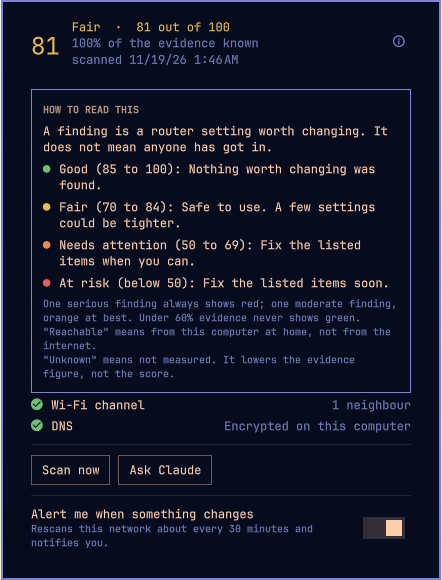 81
Fair · 81 out of 100
100% of the evidence known
scanned 11/19/26 1:46 AM
HOW TO READ THIS
A finding is a router setting worth changing. It
does not mean anyone has got in.
Good (85 to 100): Nothing worth changing was
found.
Fair (70 to 84): Safe to use. A few settings
could be tighter.
Needs attention (50 to 69): Fix the listed
items when you can.
At risk (below 50): Fix the listed items soon.
One serious finding always shows red; one moderate finding,
orange at best. Under 60% evidence never shows green.
"Reachable" means from this computer at home, not from the
internet.
"Unknown" means not measured. It lowers the evidence
figure, not the score.
Wi-Fi channel 1 neighbour
DNS Encrypted on this computer
Scan now Ask Claude
Alert me when something changes
Rescans this network about every 30 minutes and
notifies you.